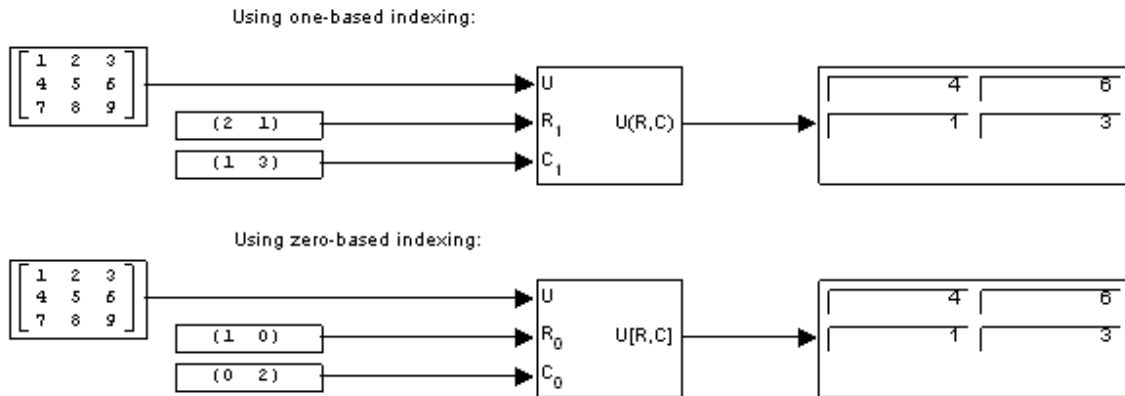 Using one-based indexing:
1 2 3
4 5 6
7 8 9
U
(2 1)
R1
U(R,C)
(1 3)
C1
4 6
1 3
Using zero-based indexing:
1 2 3
4 5 6
7 8 9
U
(1 0)
R0
U[R,C]
(0 2)
C0
4 6
1 3